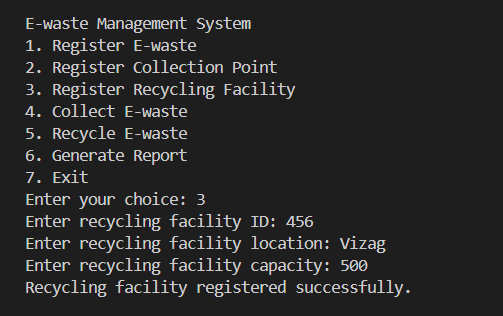 E-waste Management System
1. Register E-waste
2. Register Collection Point
3. Register Recycling Facility
4. Collect E-waste
5. Recycle E-waste
6. Generate Report
7. Exit
Enter your choice: 3
Enter recycling facility ID: 456
Enter recycling facility location: Vizag
Enter recycling facility capacity: 500
Recycling facility registered successfully.